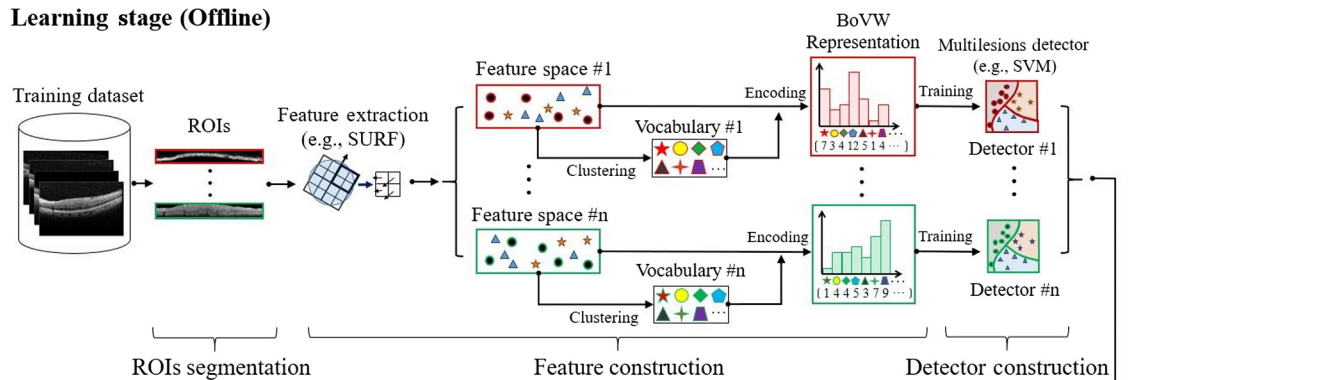 Learning stage (Offline)
Training dataset
ROIs
Feature extraction
(e.g., SURF)
Feature space #1
Clustering
Vocabulary #1
...
Encoding
BoVW
Representation
( 7 3 4 12 5 1 4 ... )
Training
Multilesions detector
(e.g., SVM)
Detector #1
Feature space #n
Clustering
Vocabulary #n
...
Encoding
( 1 4 4 5 3 7 9 ... )
Training
Detector #n
ROIs segmentation
Feature construction
Detector construction